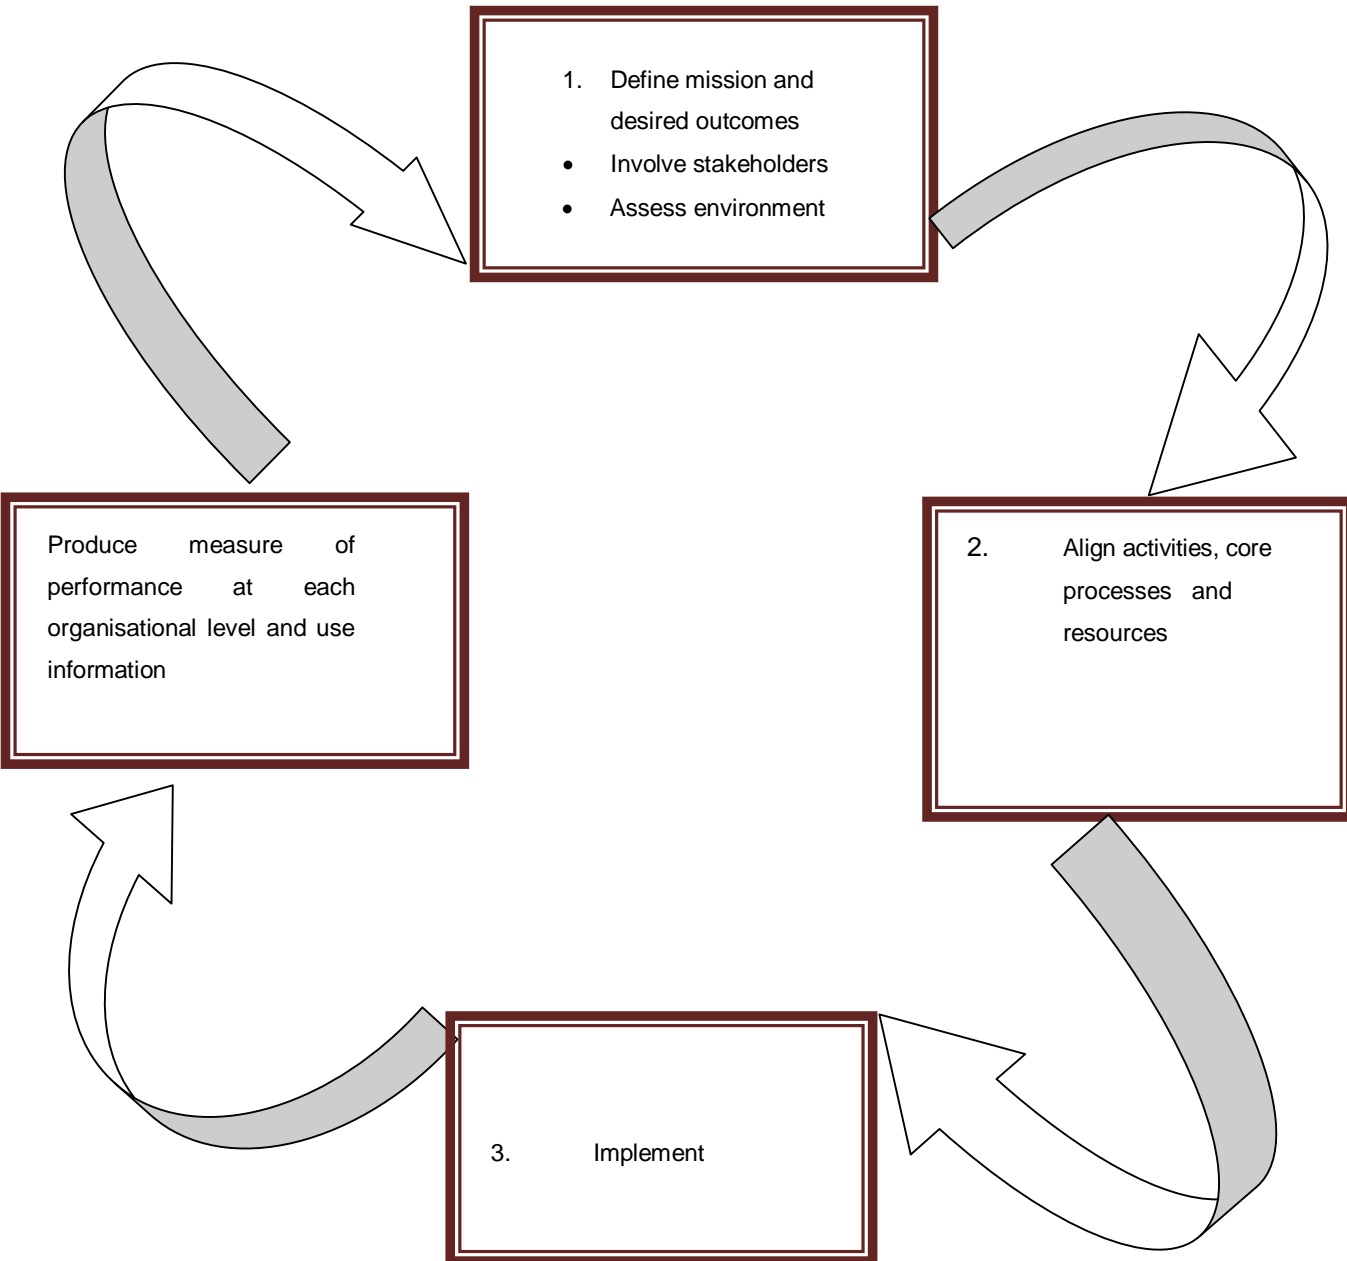 1. Define mission and
desired outcomes
• Involve stakeholders
• Assess environment
2. Align activities, core
processes and
resources
3. Implement
Produce measure of
performance at each
organisational level and use
information